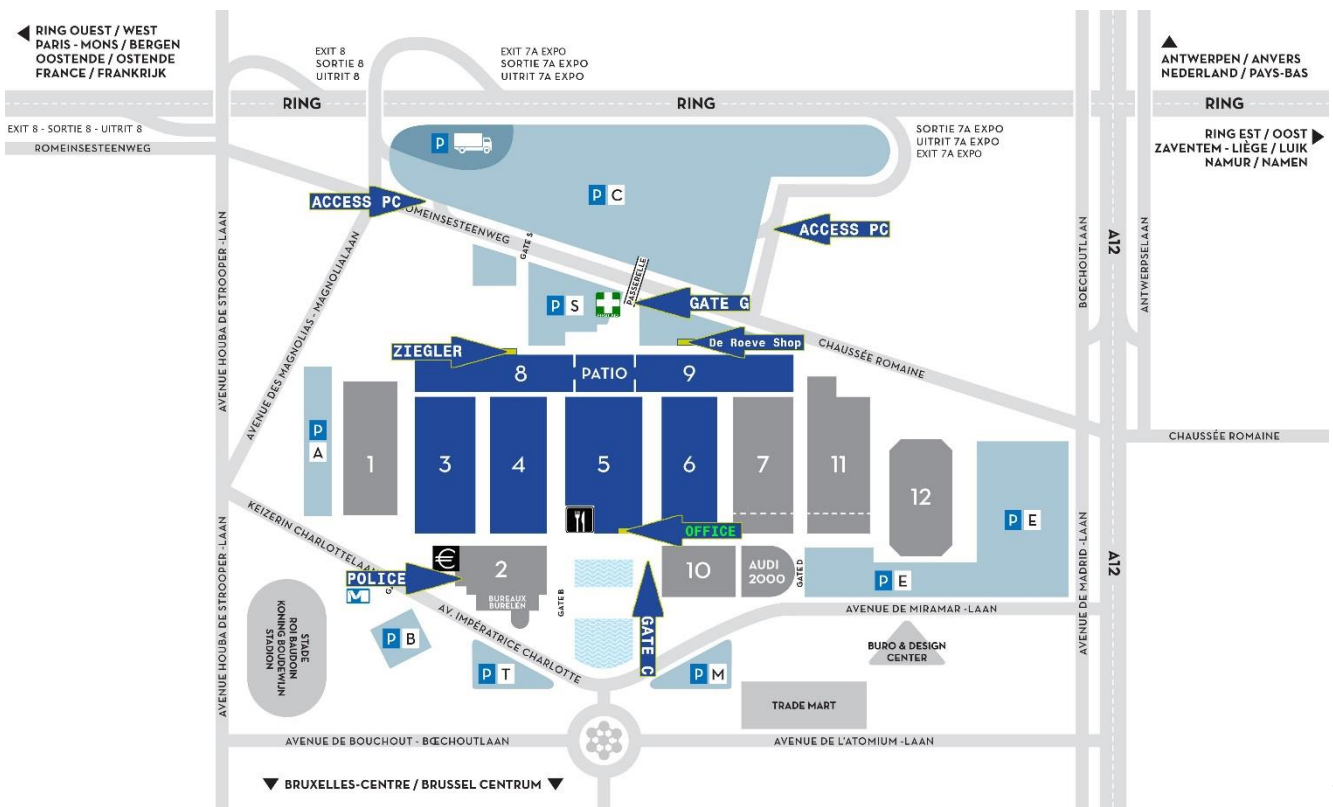 RING OUEST / WEST
PARIS - MONS / BERGEN
OOSTENDE / OSTENDE
FRANCE / FRANKRIJK
EXIT 8
SORTIE 8
UITRIT 8
EXIT 7A EXPO
SORTIE 7A EXPO
UITRIT 7A EXPO
ANTWERPEN / ANVERS
NEDERLAND / PAYS-BAS
RING
RING
RING
EXIT 8 - SORTIE 8 - UITRIT 8
ROMEINSESTEENWEG
SORTIE 7A EXPO
UITRIT 7A EXPO
EXIT 7A EXPO
RING EST / OOST
ZAVENTEM - LIÈGE / LUIK
NAMUR / NAMEN
P
P C
ACCESS PC
ROMEINSESTEENWEG
ACCESS PC
GATE S
PASSERELLE
AVENUE HOUBA DE STROOPER -LAAN
AVENUE DES MAGNOLIAS - MAGNOLIALAAN
BOECHOUTLAAN
A12
ANTWERPSELAAN
P S
GATE G
ZIEGLER
De Roeve Shop
CHAUSSÉE ROMAINE
8
PATIO
9
P
A
1
3
4
5
6
7
11
12
CHAUSSÉE ROMAINE
P E
KEIZERIN CHARLOTTELAAN
OFFICE
€
POLICE
M
2
BUREAUX
BURELEN
GATE B
GATE C
10
AUDI
2000
GATE D
P E
AVENUE DE MADRID -LAAN
A12
AVENUE HOUBA DE STROOPER -LAAN
STADE
ROI BAUDOIN
KONING BOUDEWIJN
STADION
P B
AV. IMPÉRATRICE CHARLOTTE
AVENUE DE MIRAMAR -LAAN
BURO & DESIGN
CENTER
P T
P M
TRADE MART
AVENUE DE BOUCHOUT - BŒCHOUTLAAN
AVENUE DE L'ATOMIUM -LAAN
BRUXELLES-CENTRE / BRUSSEL CENTRUM